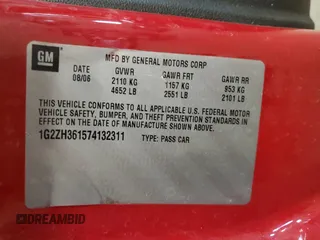 GM
MFD BY GENERAL MOTORS CORP
DATE GVWR GAWR FRT GAWR RR
08/06 2110 KG 1157 KG 953 KG
4652 LB 2551 LB 2101 LB
THIS VEHICLE CONFORMS TO ALL APPLICABLE U.S. FEDERAL MOTOR
VEHICLE SAFETY, BUMPER, AND THEFT PREVENTION STANDARDS IN
EFFECT ON THE DATE OF MANUFACTURE SHOWN ABOVE.
1G2ZH361574132311 TYPE: PASS CAR
DREAMBID